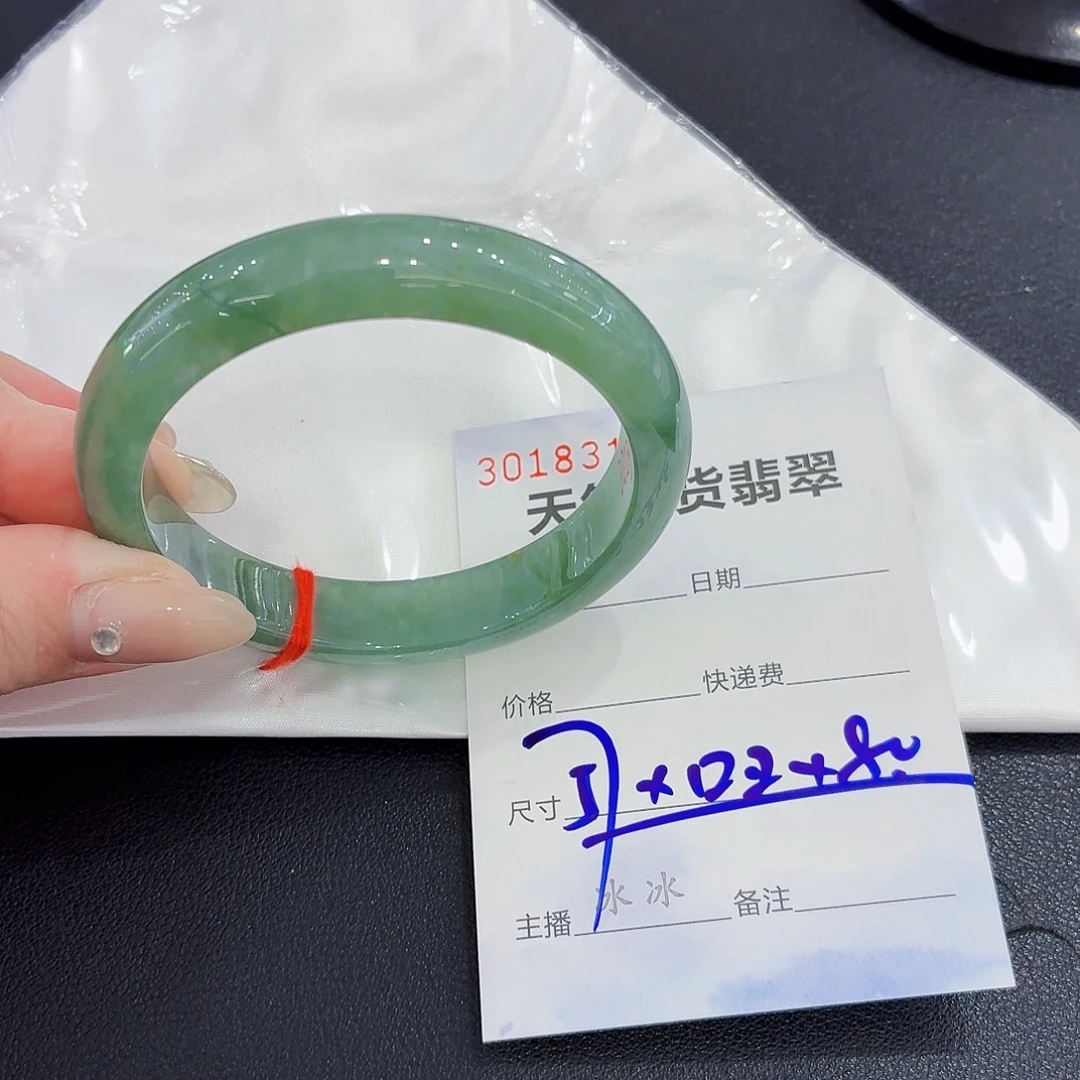 301831
天 货翡翠
日期
价格 快递费
尺寸
主播 冰冰 备注